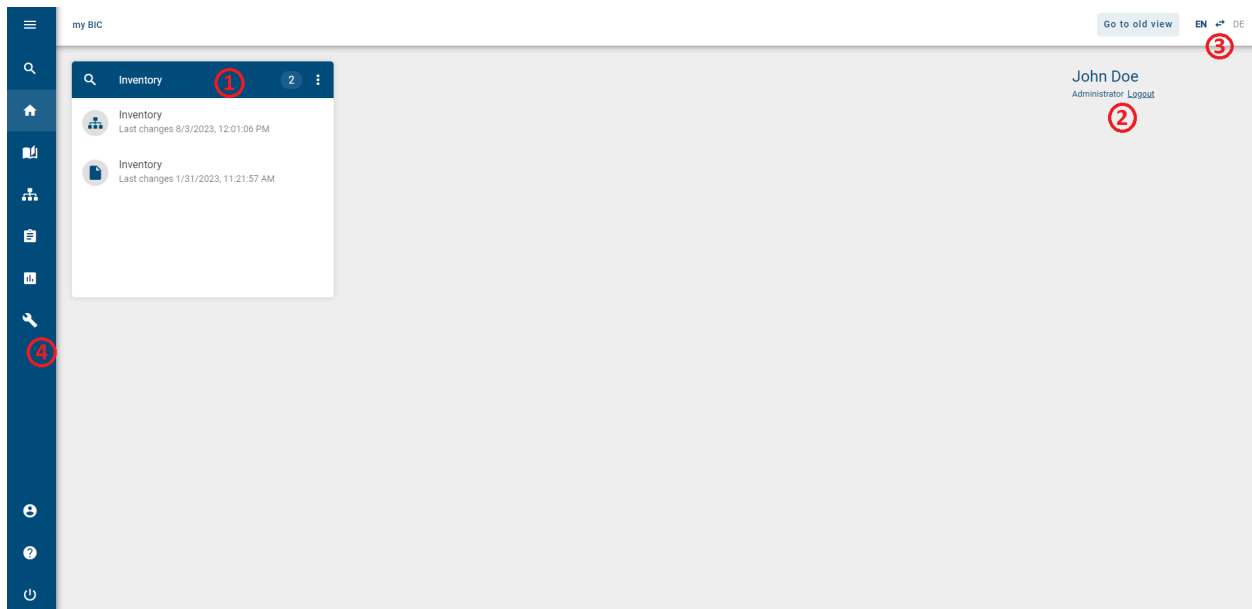 my BIC
Go to old view
EN
DE
3
Inventory
1
2
John Doe
Administrator Logout
2
Inventory
Last changes 8/3/2023, 12:01:06 PM
Inventory
Last changes 1/31/2023, 11:21:57 AM
4